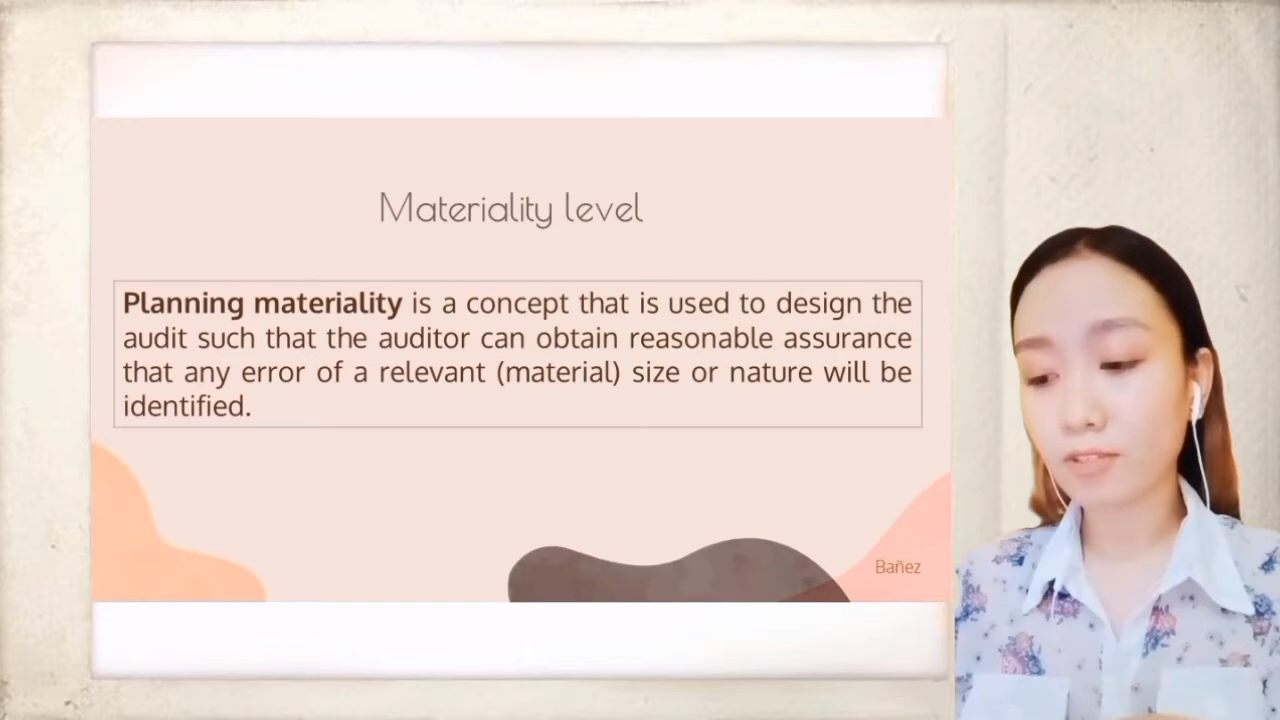 Materiality level
Planning materiality is a concept that is used to design the
audit such that the auditor can obtain reasonable assurance
that any error of a relevant (material) size or nature will be
identified.
Bañez